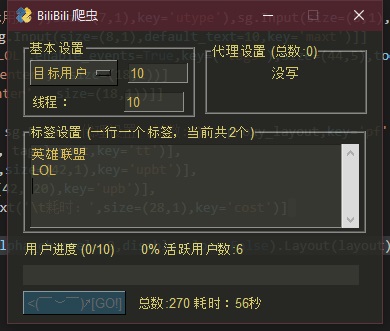 BiliBili 爬虫
基本设置
目标用户 10
线程： 10
代理设置 (总数:0)
没写
标签设置 (一行一个标签，当前共2个)
英雄联盟
LOL
用户进度 (0/10) 0% 活跃用户数:6
总数:270 耗时：56秒